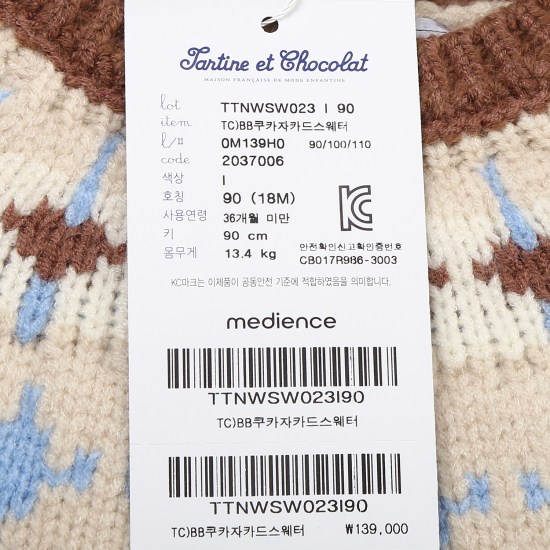 Tartine et Chocolat
MAISON FRANÇAISE DE MODE ENFANTINE
lot TTNWSW023 I 90
item TC)BB쿠카자카드스웨터
l/# 0M139H0 90/100/110
code 2037006
색상 I
호칭 90 (18M)
사용연령 36개월 미만
키 90 cm
몸무게 13.4 kg
안전확인신고확인증번호
CB017R986-3003
KC마크는 이제품이 공통안전 기준에 적합하였음을 의미합니다.
medience
TTNWSW023I90
TC)BB쿠카자카드스웨터
TTNWSW023I90
TC)BB쿠카자카드스웨터 ₩139,000